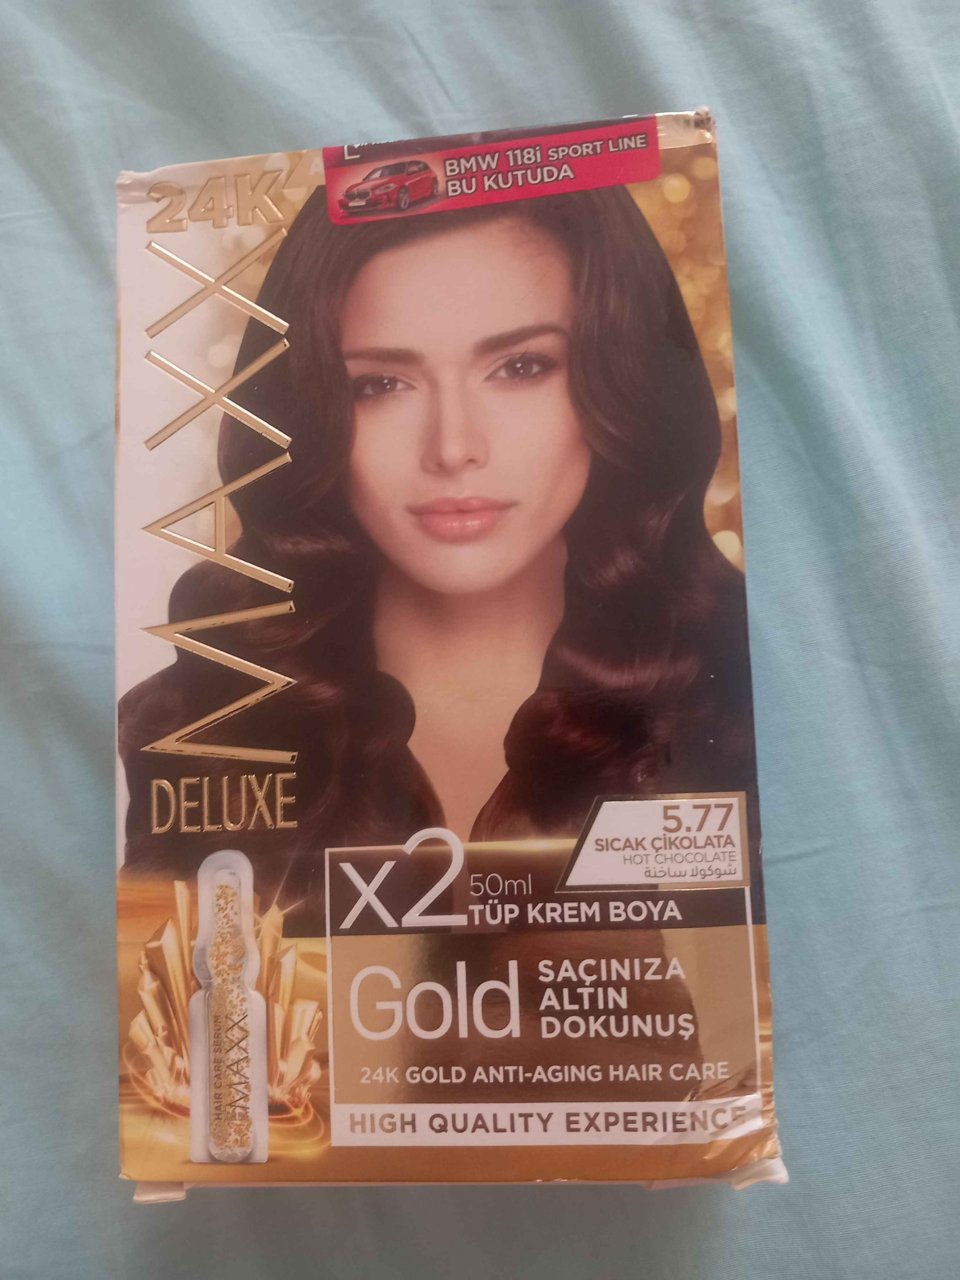 BMW 118i SPORT LINE
BU KUTUDA
24K
MAXX
DELUXE
5.77
SICAK ÇİKOLATA
HOT CHOCOLATE
شوكولا ساخنة
X2 50ml
TÜP KREM BOYA
Gold SAÇINIZA
ALTIN
DOKUNUŞ
24K GOLD ANTI-AGING HAIR CARE
HIGH QUALITY EXPERIENCE
HAIR CARE SERUM
MAXX